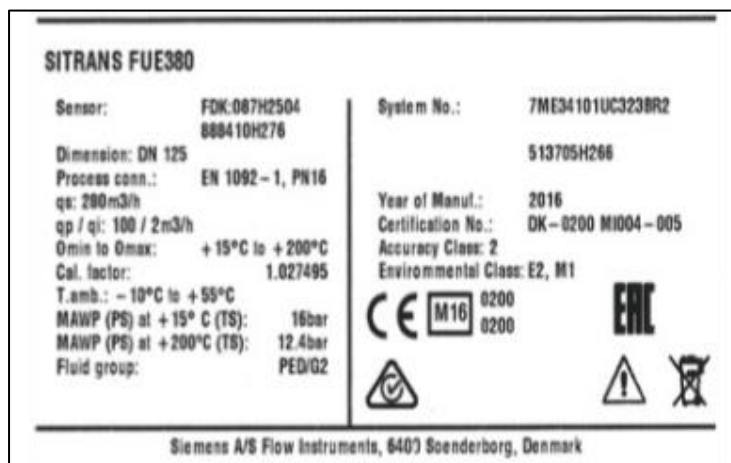 SITRANS FUE380
Sensor: FDK:087H2504
888410H276
Dimension: DN 125
Process conn.: EN 1092-1, PN16
qs: 200m3/h
qp / qi: 100 / 2m3/h
Omin to Omax: +15°C to +200°C
Cal. factor: 1.027495
T.amb.: -10°C to +55°C
MAWP (PS) at +15° C (TS): 16bar
MAWP (PS) at +200°C (TS): 12.4bar
Fluid group: PED/G2
System No.: 7ME34101UC323BR2
513705H266
Year of Manuf.: 2016
Certification No.: DK-0200 MI004-005
Accuracy Class: 2
Envirommental Class: E2, M1
CE M16 0200
0200
EAC
Siemens A/S Flow Instruments, 6400 Soenderborg, Denmark